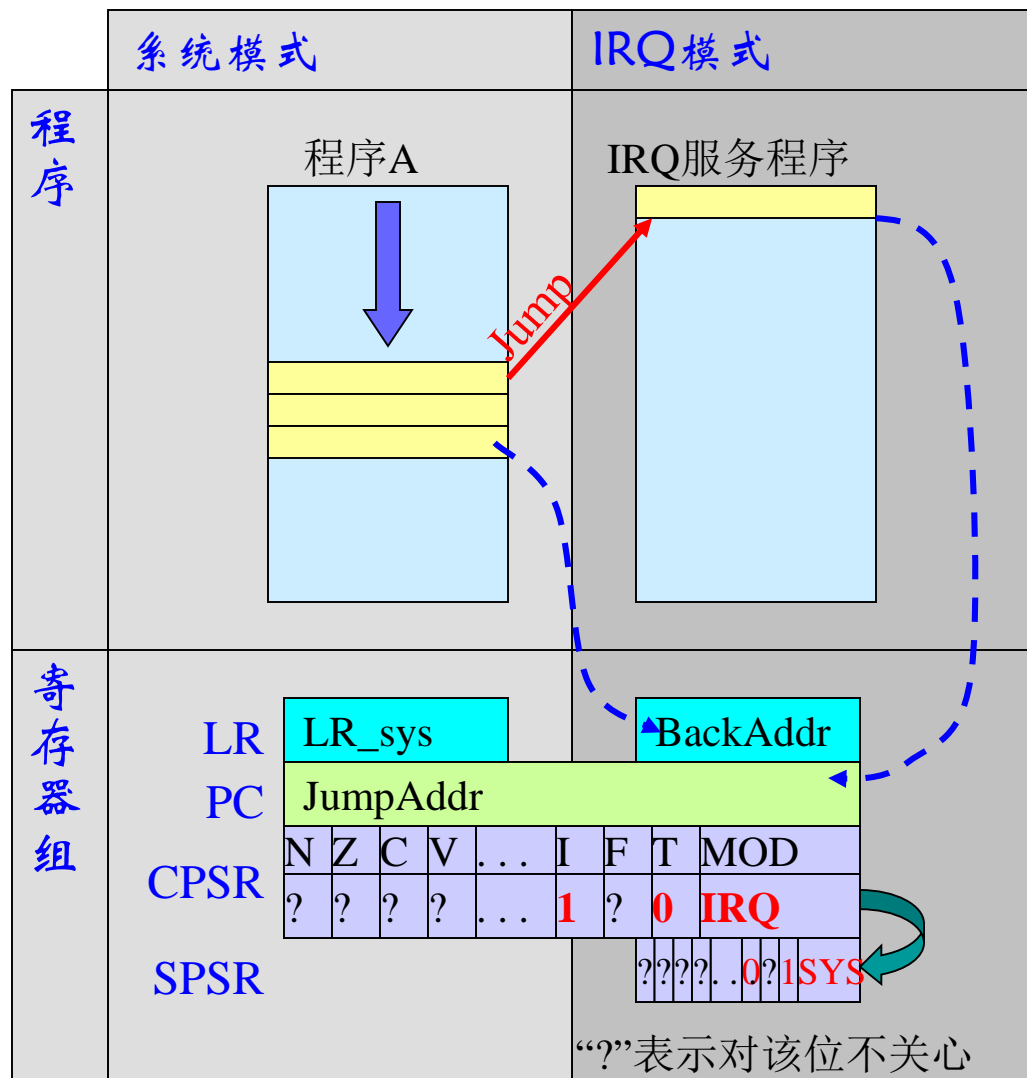 系统模式
IRQ模式
程序
程序A
IRQ服务程序
Jump
寄存器组
LR
LR_sys
BackAddr
PC
JumpAddr
CPSR
N Z C V ... I F T MOD
? ? ? ? ... 1 ? 0 IRQ
SPSR
????...0?1SYS
“?”表示对该位不关心